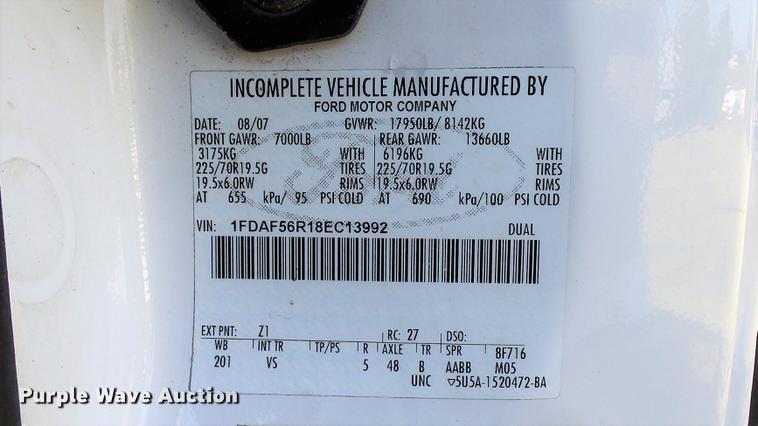 INCOMPLETE VEHICLE MANUFACTURED BY
FORD MOTOR COMPANY
DATE: 08/07 GVWR: 17950LB/ 8142KG
FRONT GAWR: 7000LB REAR GAWR: 13660LB
3175KG WITH 6196KG WITH
225/70R19.5G TIRES 225/70R19.5G TIRES
19.5x6.0RW RIMS 19.5x6.0RW RIMS
AT 655 kPa/ 95 PSI COLD AT 690 kPa/100 PSI COLD
VIN: 1FDAF56R18EC13992 DUAL
EXT PNT: Z1 RC: 27 DSO:
WB INT TR TP/PS R AXLE TR SPR 8F716
201 VS 5 48 B AABB M05
UNC ▽5U5A-1520472-BA
Purple Wave Auction